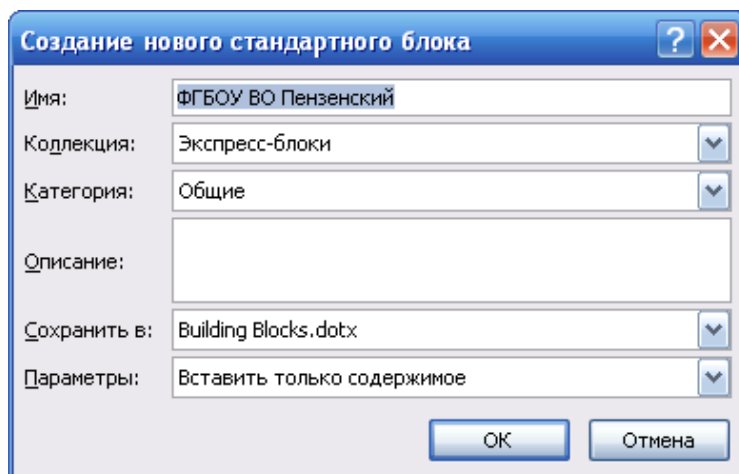 Создание нового стандартного блока
Имя: ФГБОУ ВО Пензенский
Коллекция: Экспресс-блоки
Категория: Общие
Описание:
Сохранить в: Building Blocks.dotx
Параметры: Вставить только содержимое
ОК Отмена